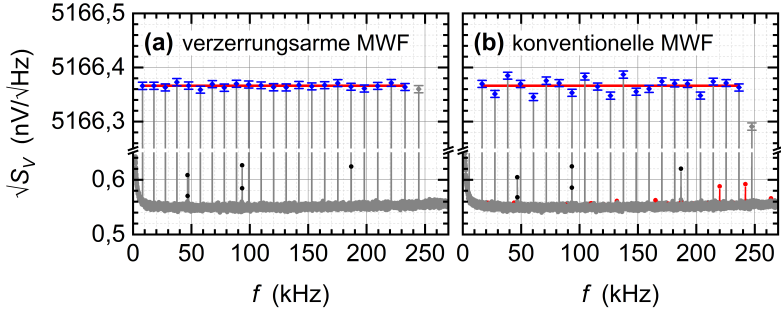 5166,5
5166,4
5166,3
0,6
0,5
√Sᵥ (nV/√Hz)
(a) verzerrungsarme MWF
0 50 100 150 200 250
f (kHz)
(b) konventionelle MWF
0 50 100 150 200 250
f (kHz)